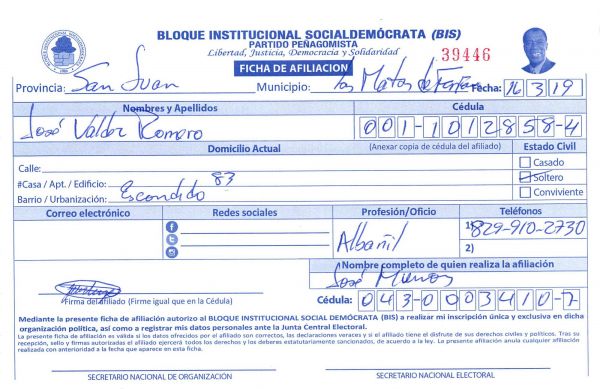 BLOQUE INSTITUCIONAL SOCIALDEMÓCRATA (BIS)
PARTIDO PEÑAGOMISTA
Libertad, Justicia, Democracia y Solidaridad
39446
FICHA DE AFILIACION
Provincia: San Juan Municipio: Las Matas de Farfan Fecha: 16 3 19
Nombres y Apellidos Cédula
José Valdez Romero 001-1012858-4
Domicilio Actual (Anexar copia de cédula del afiliado) Estado Civil
Calle: Casado
#Casa / Apt. / Edificio: 83 Soltero
Barrio / Urbanización: Escondido Conviviente
Correo electrónico Redes sociales Profesión/Oficio Teléfonos
Albañil 1) 829-910-2730
2)
Nombre completo de quien realiza la afiliación
José
Firma del afiliado (Firme igual que en la Cédula) Cédula: 043-0003410-7
Mediante la presente ficha de afiliación autorizo al BLOQUE INSTITUCIONAL SOCIAL DEMÓCRATA (BIS) a realizar mi inscripción única y exclusiva en dicha
organización política, así como a registrar mis datos personales ante la Junta Central Electoral.
La presente ficha de afiliación es válida si los datos ofrecidos por el afiliado son correctos, las declaraciones veraces y si el afiliado tiene el disfrute de sus derechos civiles y políticos. Tras su
recepción, sello y firmas autorizadas el afiliado ejercerá todos los derechos y los deberes estatutariamente sancionados, de acuerdo a la ley. La presente afiliación anula cualquier afiliación
realizada con anterioridad a la fecha que aparece en esta ficha.
SECRETARIO NACIONAL DE ORGANIZACIÓN SECRETARIO NACIONAL ELECTORAL